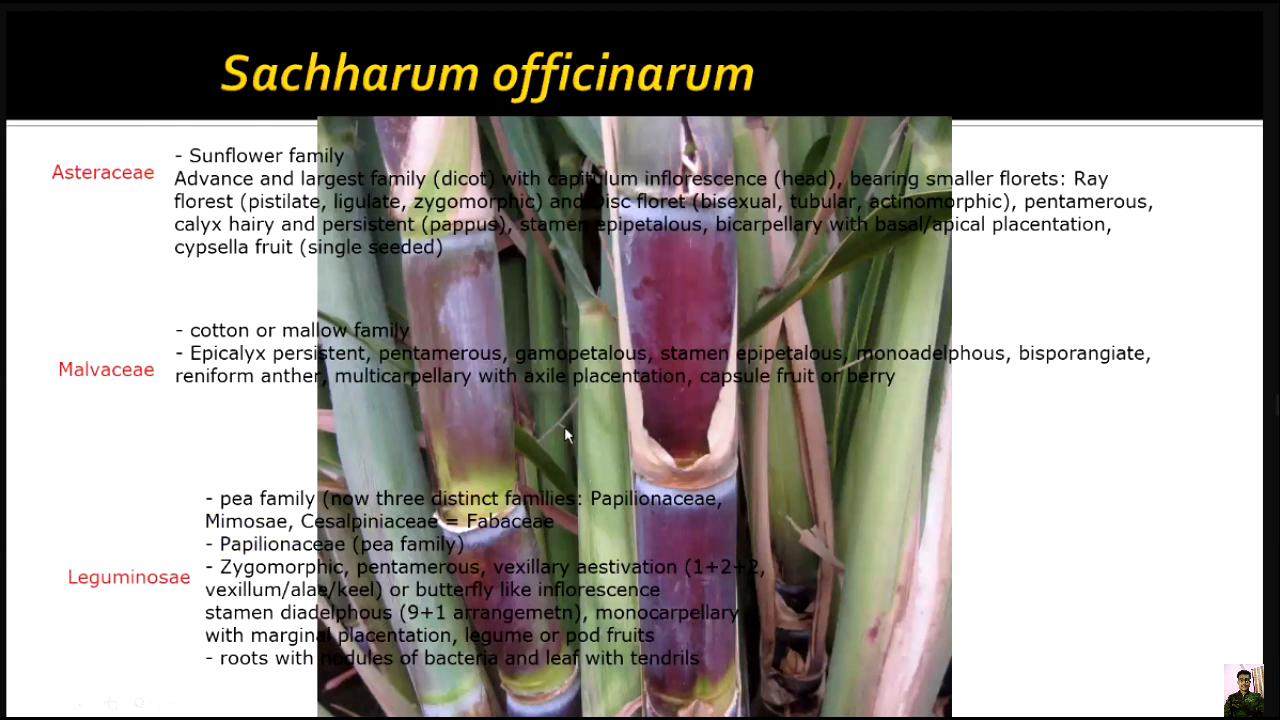 Sachharum officinarum
Asteraceae
- Sunflower family
Advance and largest family (dicot) with capitulum inflorescence (head), bearing smaller florets: Ray
florest (pistilate, ligulate, zygomorphic) and Disc floret (bisexual, tubular, actinomorphic), pentamerous,
calyx hairy and persistent (pappus), stamen epipetalous, bicarpellary with basal/apical placentation,
cypsella fruit (single seeded)
Malvaceae
- cotton or mallow family
- Epicalyx persistent, pentamerous, gamopetalous, stamen epipetalous, monoadelphous, bisporangiate,
reniform anther, multicarpellary with axile placentation, capsule fruit or berry
Leguminosae
- pea family (now three distinct families: Papilionaceae,
Mimosae, Cesalpiniaceae = Fabaceae
- Papilionaceae (pea family)
- Zygomorphic, pentamerous, vexillary aestivation (1+2+2,
vexillum/alae/keel) or butterfly like inflorescence
stamen diadelphous (9+1 arrangemetn), monocarpellary
with marginal placentation, legume or pod fruits
- roots with nodules of bacteria and leaf with tendrils